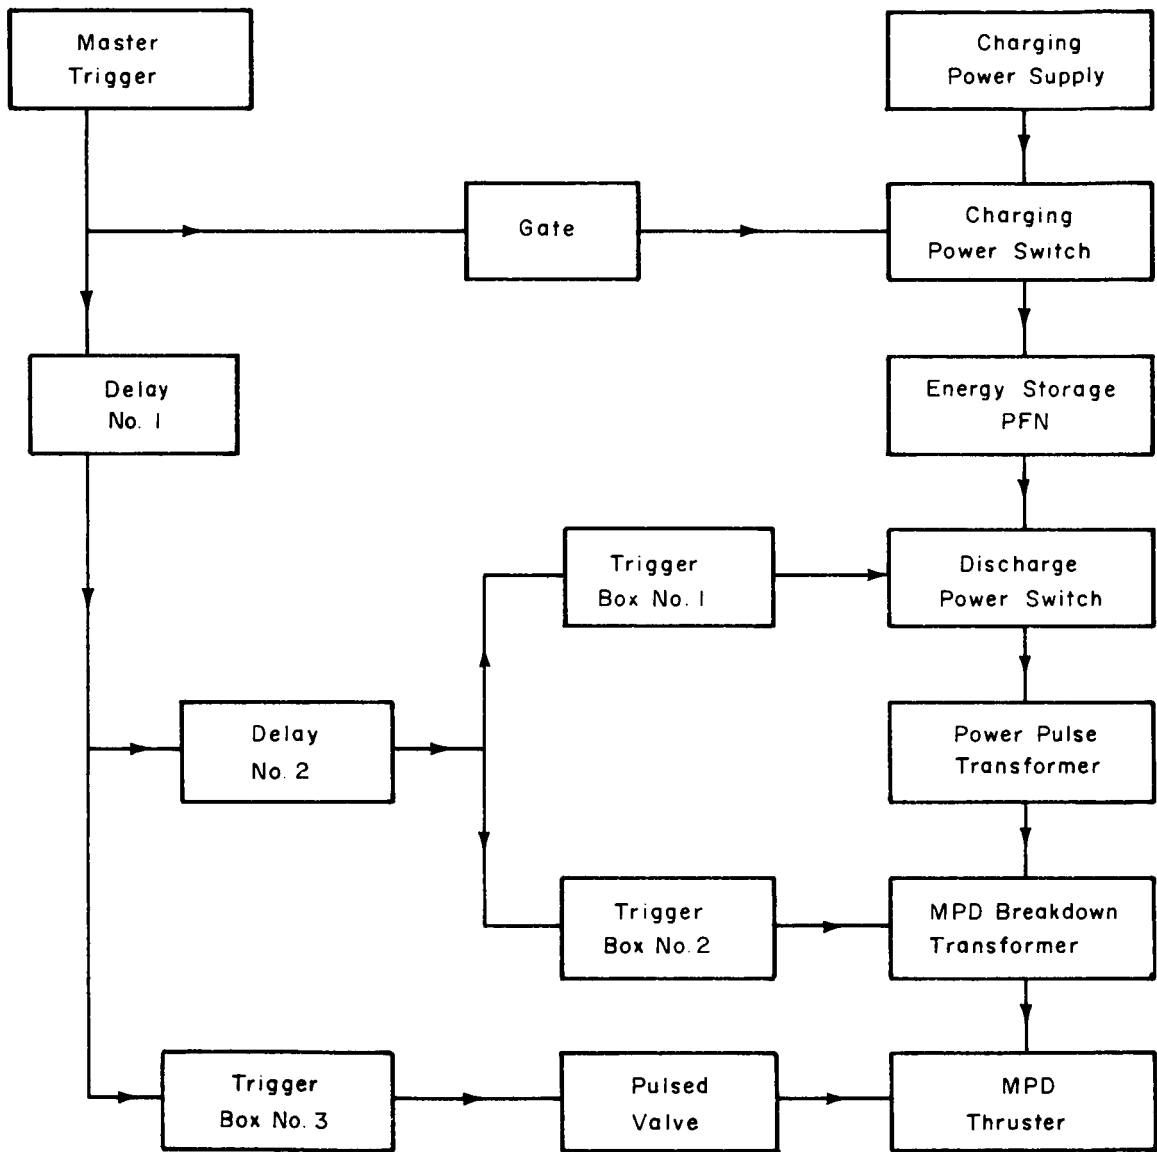 Master
Trigger
Charging
Power Supply
Gate
Charging
Power Switch
Delay
No. 1
Energy Storage
PFN
Trigger
Box No. 1
Discharge
Power Switch
Delay
No. 2
Power Pulse
Transformer
Trigger
Box No. 2
MPD Breakdown
Transformer
Trigger
Box No. 3
Pulsed
Valve
MPD
Thruster